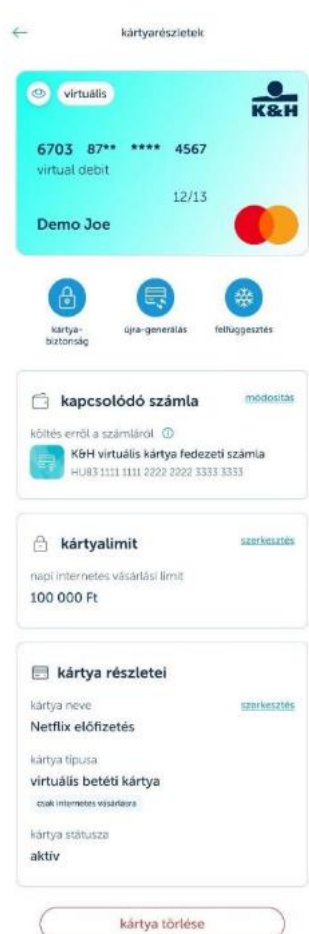 kártyarészletek
virtuális
K&H
6703 87** **** 4567
virtual debit
12/13
Demo Joe
kártya-
biztonság
újra-generálás
felfüggesztés
kapcsolódó számla
módosítás
költés erről a számláról
K&H virtuális kártya fedezeti számla
HU83 1111 1111 2222 2222 3333 3333
kártyalimit
szerkesztés
napi internetes vásárlási limit
100 000 Ft
kártya részletei
kártya neve
szerkesztés
Netflix előfizetés
kártya típusa
virtuális betéti kártya
csak internetes vásárlásra
kártya státusza
aktív
kártya törlése